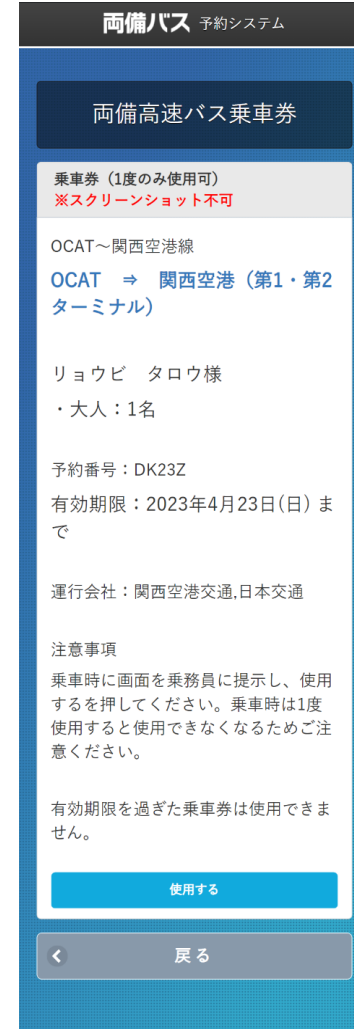 両備バス 予約システム
両備高速バス乗車券
乗車券（1度のみ使用可）
※スクリーンショット不可
OCAT～関西空港線
OCAT ⇒ 関西空港（第1・第2
ターミナル）
リョウビ　タロウ様
・大人：1名
予約番号：DK23Z
有効期限：2023年4月23日(日) ま
で
運行会社：関西空港交通,日本交通
注意事項
乗車時に画面を乗務員に提示し、使用
するを押してください。乗車時は1度
使用すると使用できなくなるためご注
意ください。
有効期限を過ぎた乗車券は使用できま
せん。
使用する
戻る